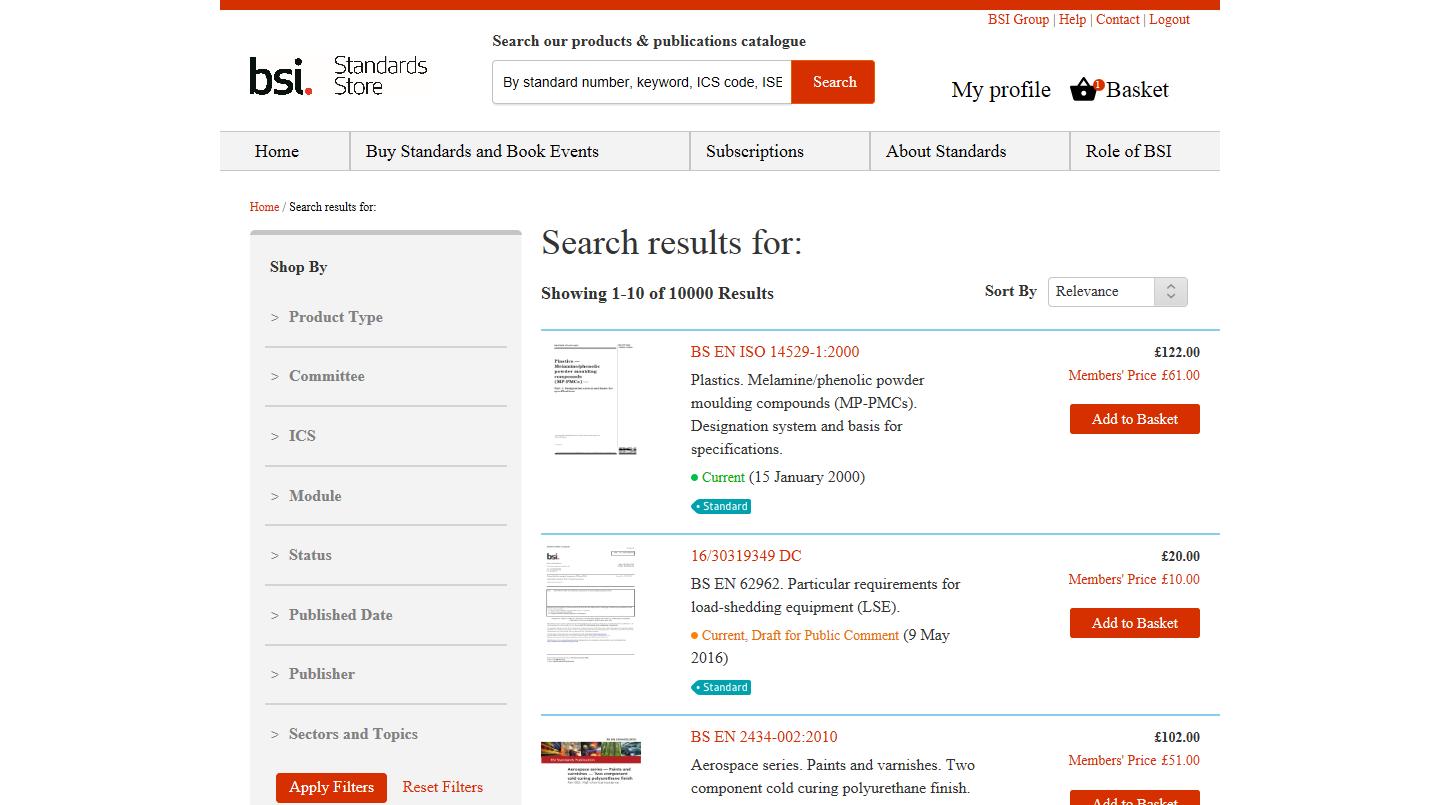 BSI Group | Help | Contact | Logout
Search our products & publications catalogue
bsi. Standards Store
By standard number, keyword, ICS code, ISB
Search
My profile
1
Basket
Home
Buy Standards and Book Events
Subscriptions
About Standards
Role of BSI
Home / Search results for:
Shop By
> Product Type
> Committee
> ICS
> Module
> Status
> Published Date
> Publisher
> Sectors and Topics
Apply Filters
Reset Filters
Search results for:
Showing 1-10 of 10000 Results
Sort By
Relevance
Plastics —
Melamine/phenolic
powder moulding
compounds
(MP-PMCs) —
BS EN ISO 14529-1:2000
Plastics. Melamine/phenolic powder
moulding compounds (MP-PMCs).
Designation system and basis for
specifications.
Current (15 January 2000)
Standard
£122.00
Members' Price £61.00
Add to Basket
bsi.
16/30319349 DC
BS EN 62962. Particular requirements for
load-shedding equipment (LSE).
Current, Draft for Public Comment (9 May
2016)
Standard
£20.00
Members' Price £10.00
Add to Basket
BSI Standards Publication
Aerospace series — Paints and
varnishes — Two component
cold curing polyurethane finish
BS EN 2434-002:2010
Aerospace series. Paints and varnishes. Two
component cold curing polyurethane finish.
£102.00
Members' Price £51.00
Add to Basket